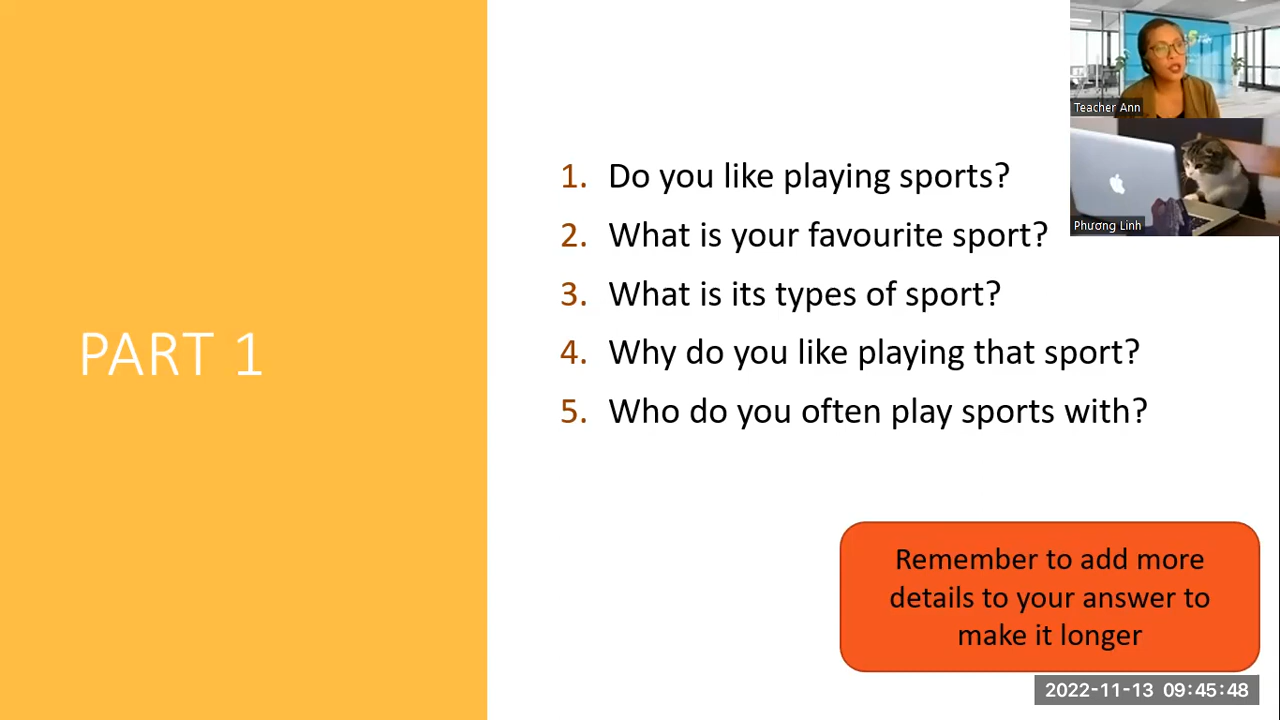 PART 1
1. Do you like playing sports?
2. What is your favourite sport?
3. What is its types of sport?
4. Why do you like playing that sport?
5. Who do you often play sports with?
Remember to add more
details to your answer to
make it longer
Teacher Ann
Phương Linh
2022-11-13 09:45:48